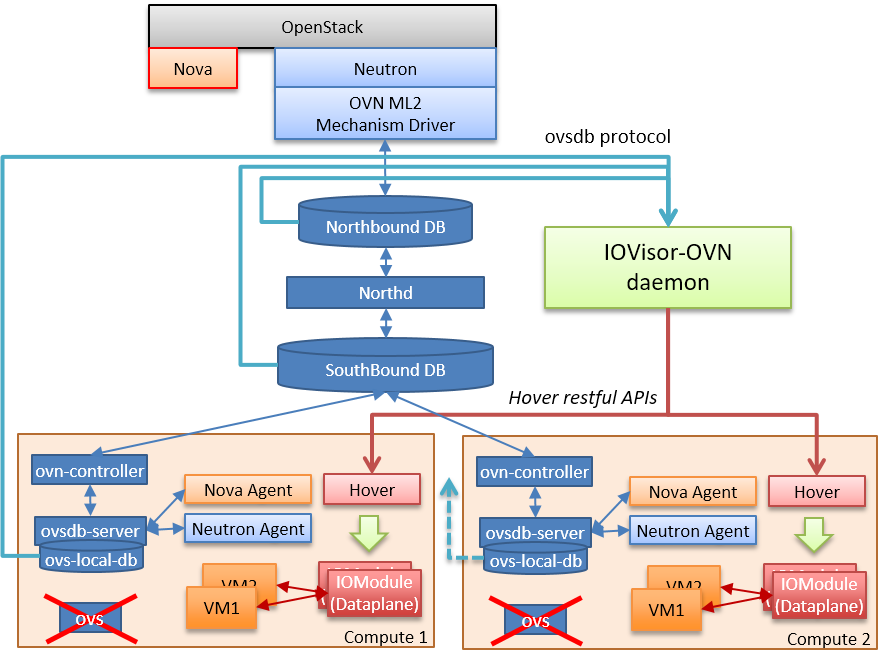 OpenStack
Nova
Neutron
OVN ML2
Mechanism Driver
ovsdb protocol
Northbound DB
IOVisor-OVN
daemon
Northd
SouthBound DB
Hover restful APIs
ovn-controller
Nova Agent
Hover
ovsdb-server
Neutron Agent
ovs-local-db
VM2
VM1
IOModule
(Dataplane)
ovs
Compute 1
ovn-controller
Nova Agent
Hover
ovsdb-server
Neutron Agent
ovs-local-db
VM2
VM1
IOModule
(Dataplane)
ovs
Compute 2